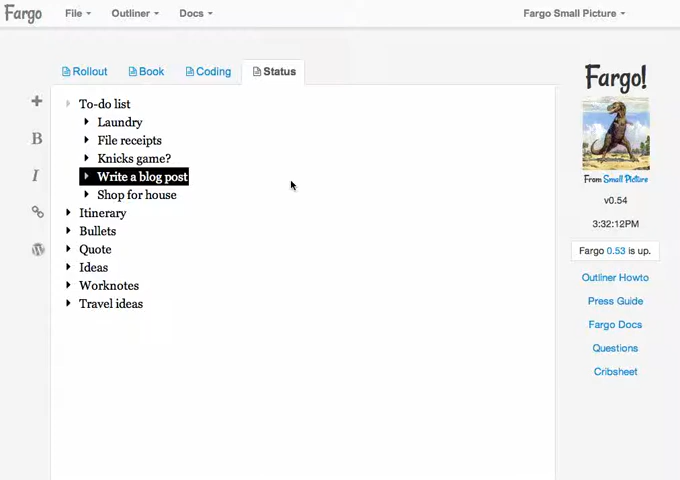 Fargo File Outliner Docs Fargo Small Picture
Rollout Book Coding Status
To-do list
Laundry
File receipts
Knicks game?
Write a blog post
Shop for house
Itinerary
Bullets
Quote
Ideas
Worknotes
Travel ideas
B
I
Fargo!
From Small Picture
v0.54
3:32:12PM
Fargo 0.53 is up.
Outliner Howto
Press Guide
Fargo Docs
Questions
Cribsheet